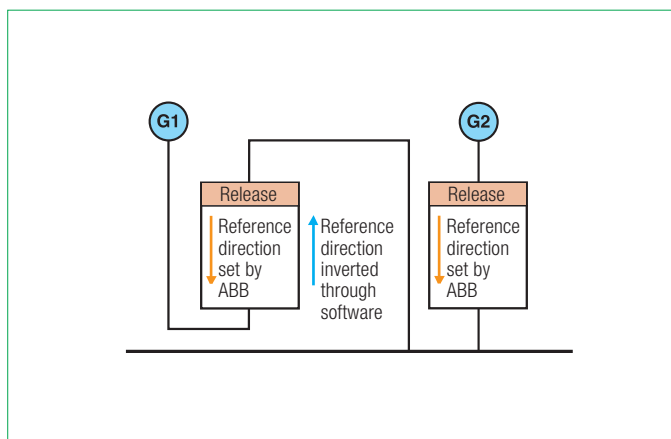 G1
G2
Release
Reference
direction
set by
ABB
Reference
direction
inverted
through
software
Release
Reference
direction
set by
ABB